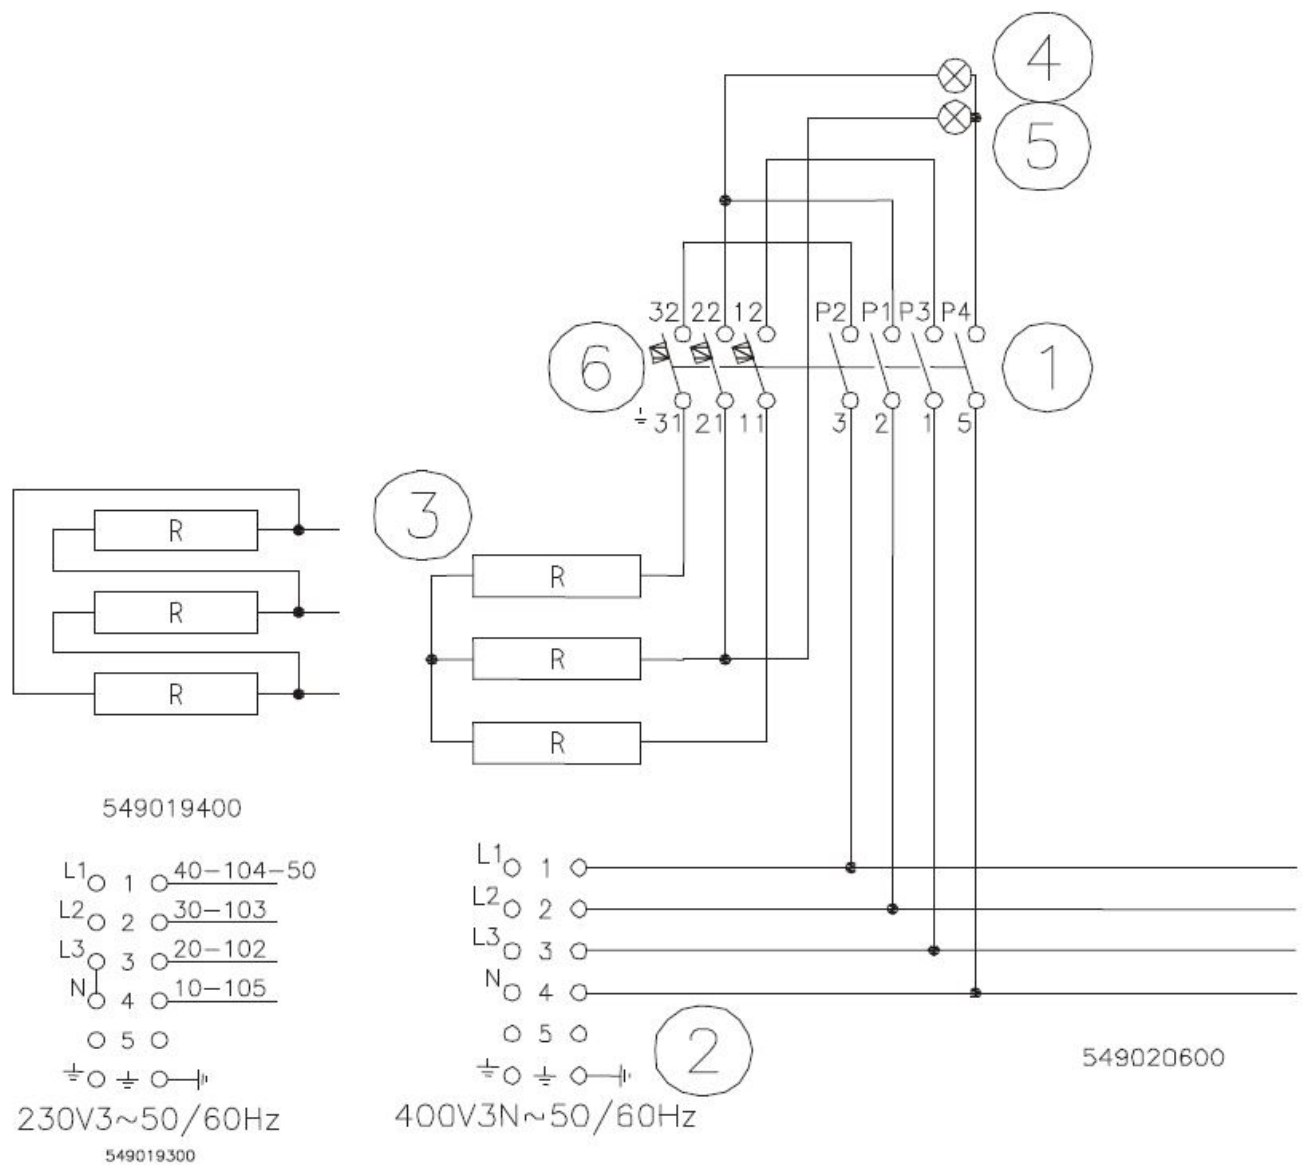 4
5
32 22 12 P2 P1 P3 P4
6
1
31 21 11 3 2 1 5
3
R
R
R
R
R
R
549019400
L1 1 40-104-50
L2 2 30-103
L3 3 20-102
N 4 10-105
5
230V3~50/60Hz
549019300
L1 1
L2 2
L3 3
N 4
5
2
400V3N~50/60Hz
549020600